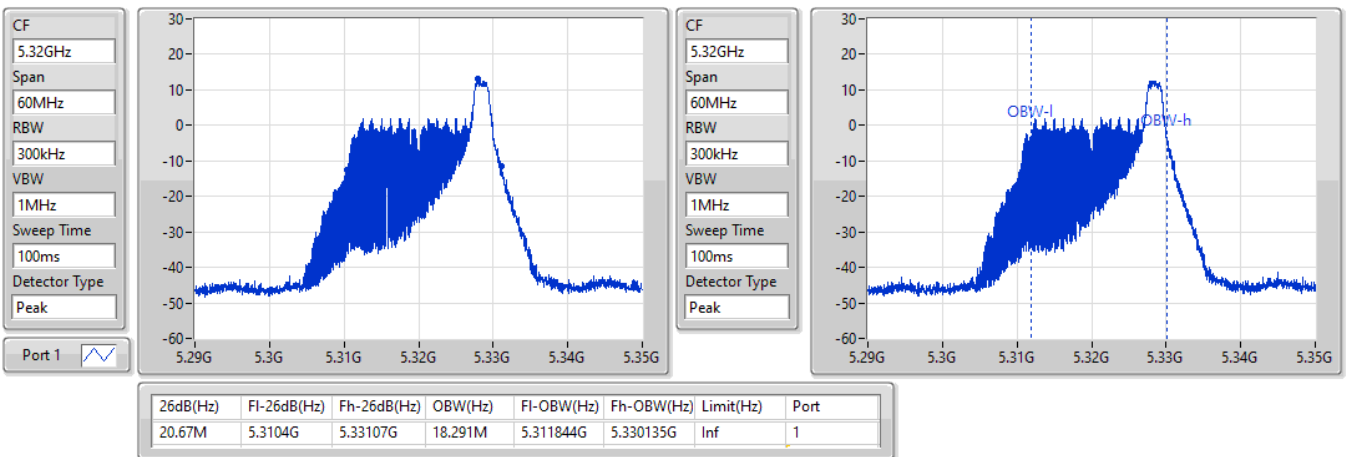 CF
5.32GHz
Span
60MHz
RBW
300kHz
VBW
1MHz
Sweep Time
100ms
Detector Type
Peak
Port 1
30
20
10
0
-10
-20
-30
-40
-50
-60
5.29G 5.3G 5.31G 5.32G 5.33G 5.34G 5.35G
CF
5.32GHz
Span
60MHz
RBW
300kHz
VBW
1MHz
Sweep Time
100ms
Detector Type
Peak
30
20
10
0
-10
-20
-30
-40
-50
-60
OBW-l
OBW-h
5.29G 5.3G 5.31G 5.32G 5.33G 5.34G 5.35G
26dB(Hz) Fl-26dB(Hz) Fh-26dB(Hz) OBW(Hz) Fl-OBW(Hz) Fh-OBW(Hz) Limit(Hz) Port
20.67M 5.3104G 5.33107G 18.291M 5.311844G 5.330135G Inf 1